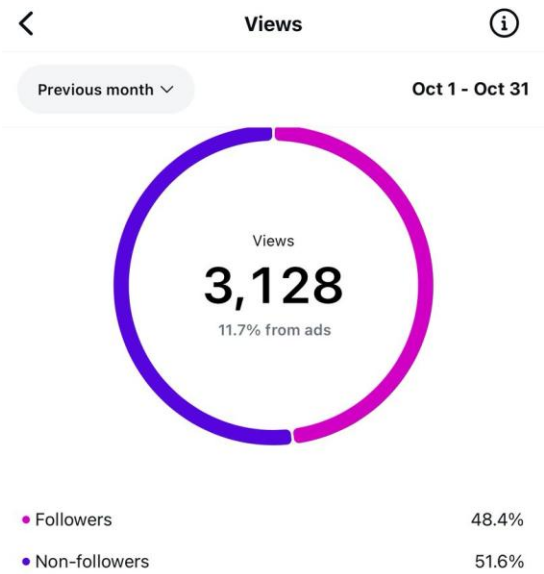 Views
Previous month
Oct 1 - Oct 31
Views
3,128
11.7% from ads
Followers 48.4%
Non-followers 51.6%